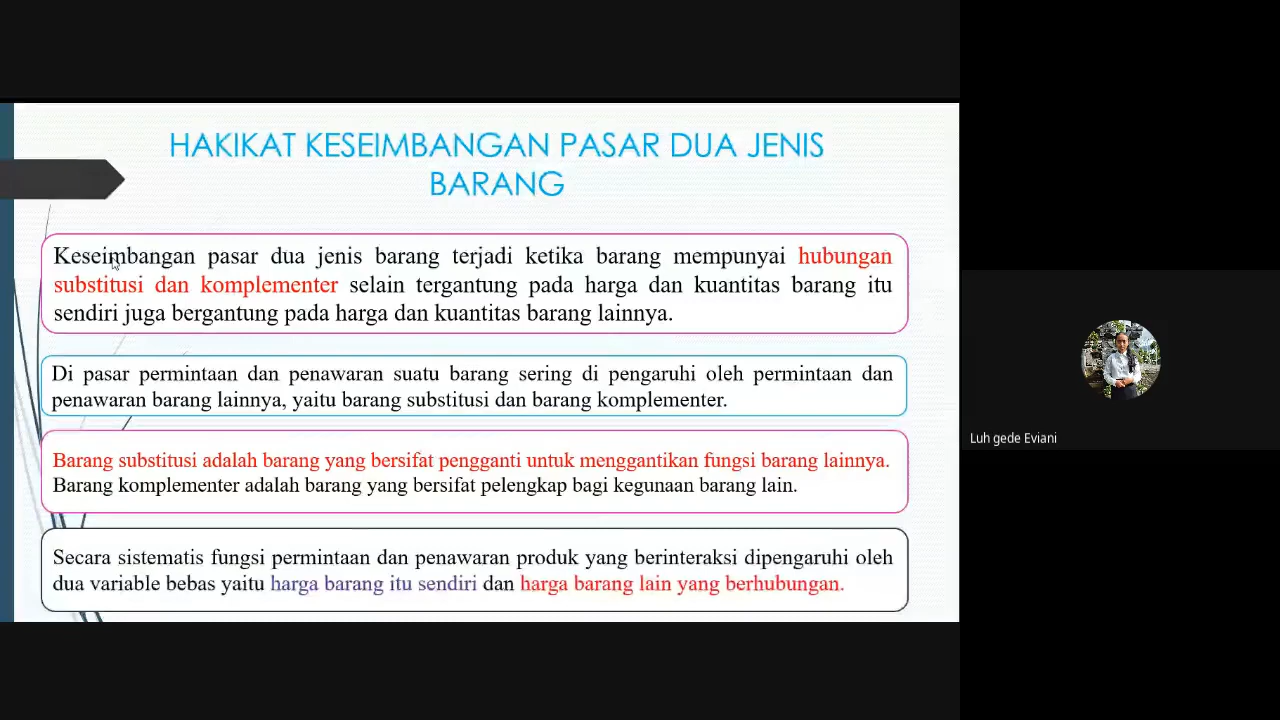 HAKIKAT KESEIMBANGAN PASAR DUA JENIS
BARANG
Keseimbangan pasar dua jenis barang terjadi ketika barang mempunyai hubungan
substitusi dan komplementer selain tergantung pada harga dan kuantitas barang itu
sendiri juga bergantung pada harga dan kuantitas barang lainnya.
Di pasar permintaan dan penawaran suatu barang sering di pengaruhi oleh permintaan dan
penawaran barang lainnya, yaitu barang substitusi dan barang komplementer.
Barang substitusi adalah barang yang bersifat pengganti untuk menggantikan fungsi barang lainnya.
Barang komplementer adalah barang yang bersifat pelengkap bagi kegunaan barang lain.
Secara sistematis fungsi permintaan dan penawaran produk yang berinteraksi dipengaruhi oleh
dua variable bebas yaitu harga barang itu sendiri dan harga barang lain yang berhubungan.
Luh gede Eviani